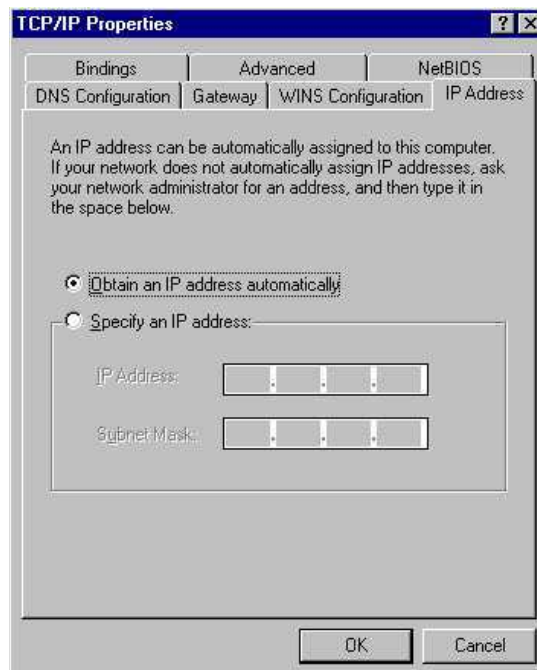 TCP/IP Properties
Bindings Advanced NetBIOS
DNS Configuration Gateway WINS Configuration IP Address
An IP address can be automatically assigned to this computer.
If your network does not automatically assign IP addresses, ask
your network administrator for an address, and then type it in
the space below.
Obtain an IP address automatically
Specify an IP address:
IP Address:
Subnet Mask:
OK Cancel